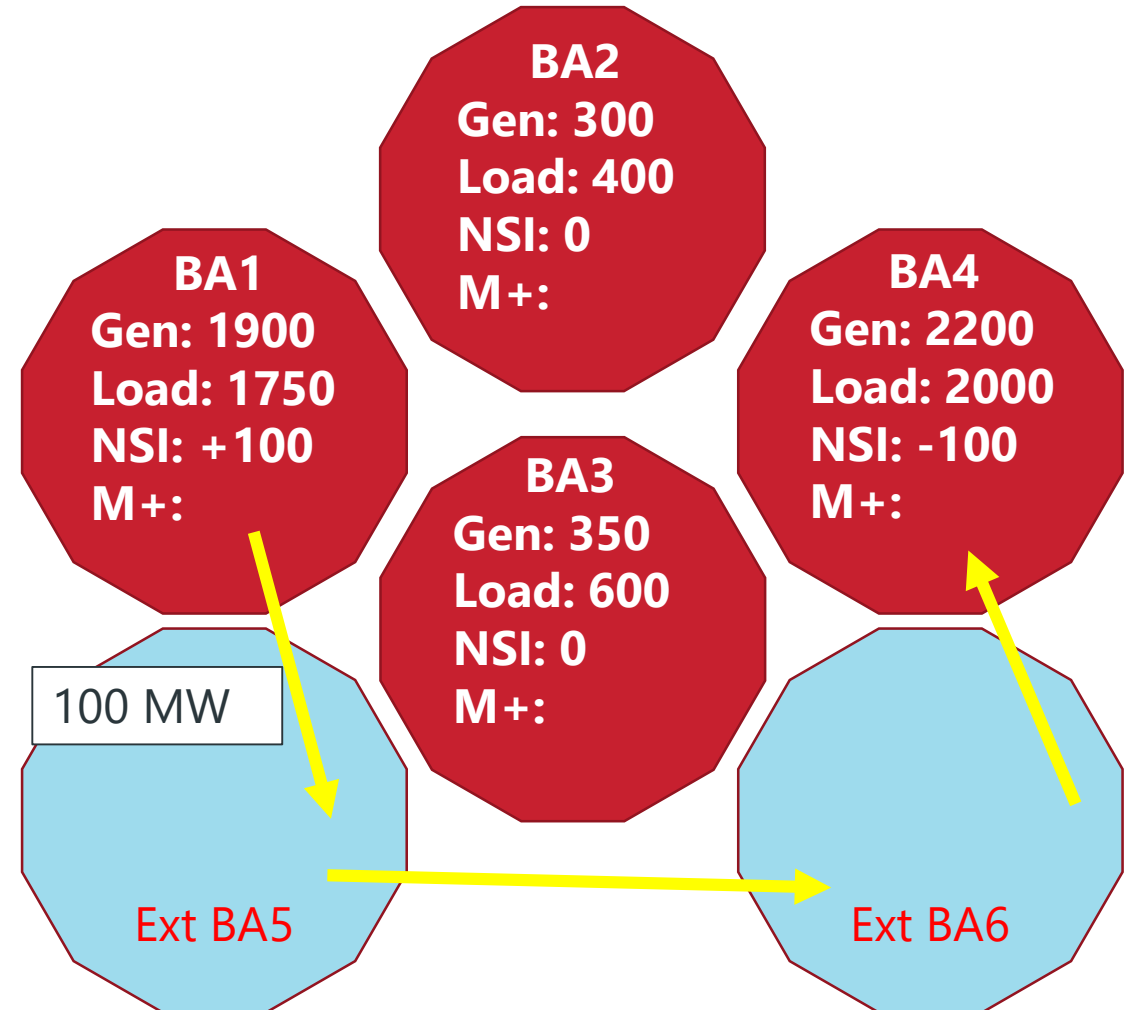 BA2
Gen: 300
Load: 400
NSI: 0
M+:
BA1
Gen: 1900
Load: 1750
NSI: +100
M+:
BA4
Gen: 2200
Load: 2000
NSI: -100
M+:
BA3
Gen: 350
Load: 600
NSI: 0
M+:
100 MW
Ext BA5
Ext BA6